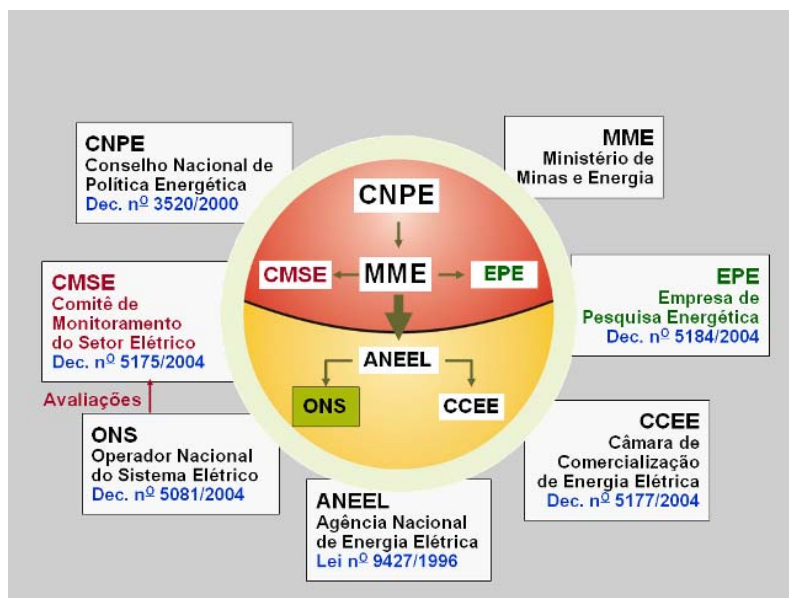 CNPE
Conselho Nacional de
Política Energética
Dec. nº 3520/2000
MME
Ministério de
Minas e Energia
CNPE
CMSE
MME
EPE
CMSE
Comitê de
Monitoramento
do Setor Elétrico
Dec. nº 5175/2004
EPE
Empresa de
Pesquisa Energética
Dec. nº 5184/2004
ANEEL
ONS
CCEE
Avaliações
ONS
Operador Nacional
do Sistema Elétrico
Dec. nº 5081/2004
CCEE
Câmara de
Comercialização
de Energia Elétrica
Dec. nº 5177/2004
ANEEL
Agência Nacional
de Energia Elétrica
Lei nº 9427/1996